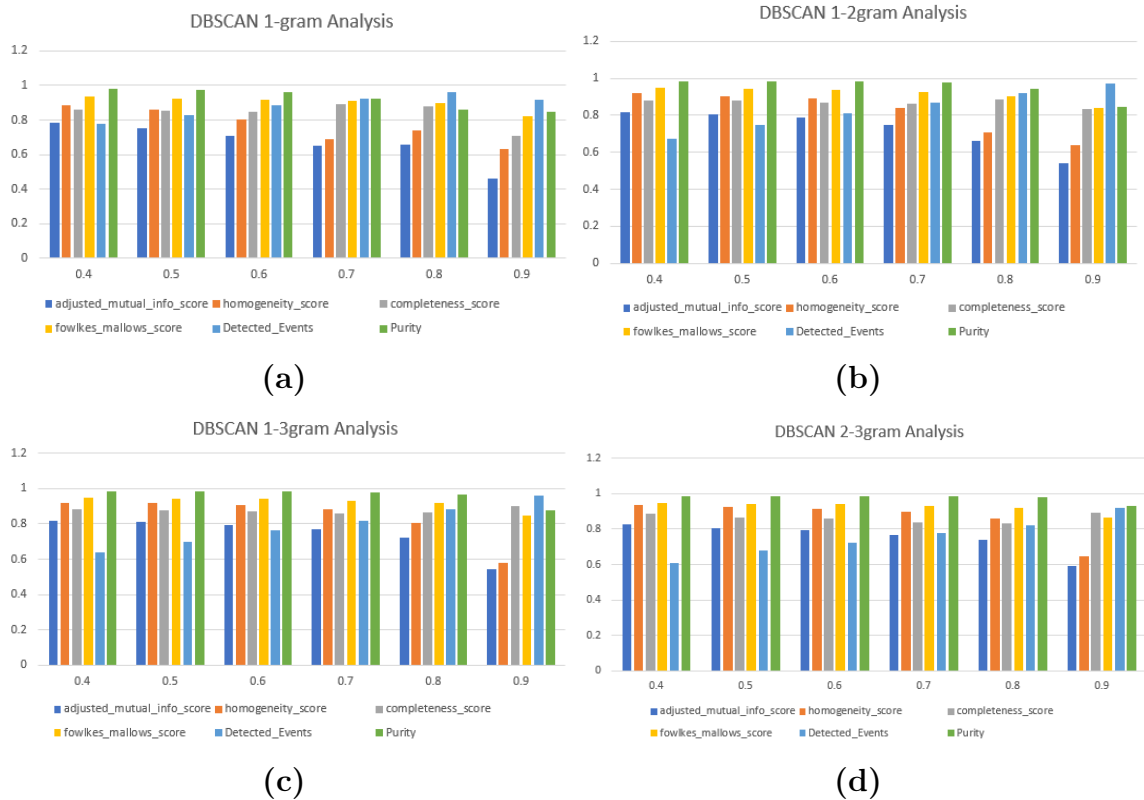 DBSCAN 1-gram Analysis
1.2
1
0.8
0.6
0.4
0.2
0
0.4 0.5 0.6 0.7 0.8 0.9
adjusted_mutual_info_score homogeneity_score completeness_score
fowlkes_mallows_score Detected_Events Purity
(a)
DBSCAN 1-2gram Analysis
1.2
1
0.8
0.6
0.4
0.2
0
0.4 0.5 0.6 0.7 0.8 0.9
adjusted_mutual_info_score homogeneity_score completeness_score
fowlkes_mallows_score Detected_Events Purity
(b)
DBSCAN 1-3gram Analysis
1.2
1
0.8
0.6
0.4
0.2
0
0.4 0.5 0.6 0.7 0.8 0.9
adjusted_mutual_info_score homogeneity_score completeness_score
fowlkes_mallows_score Detected_Events Purity
(c)
DBSCAN 2-3gram Analysis
1.2
1
0.8
0.6
0.4
0.2
0
0.4 0.5 0.6 0.7 0.8 0.9
adjusted_mutual_info_score homogeneity_score completeness_score
fowlkes_mallows_score Detected_Events Purity
(d)